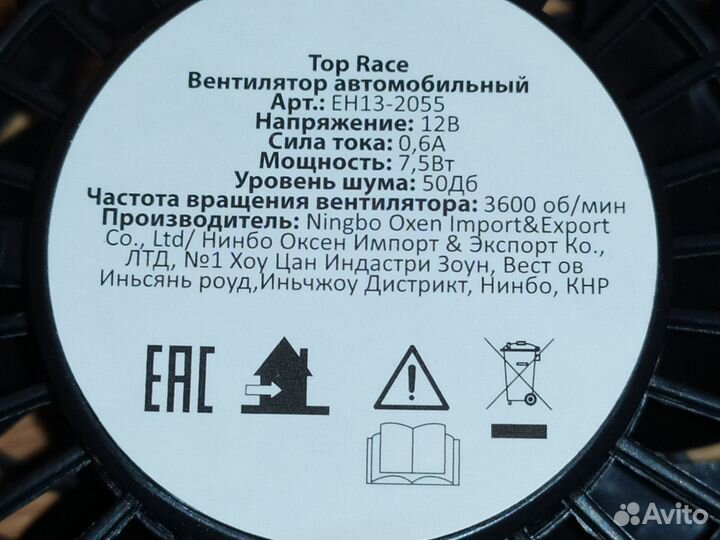 Top Race
Вентилятор автомобильный
Арт.: EH13-2055
Напряжение: 12В
Сила тока: 0,6А
Мощность: 7,5Вт
Уровень шума: 50Дб
Частота вращения вентилятора: 3600 об/мин
Производитель: Ningbo Oxen Import&Export
Co., Ltd/ Нинбо Оксен Импорт & Экспорт Ко.,
ЛТД, №1 Хоу Цан Индастри Зоун, Вест ов
Иньсянь роуд,Иньчжоу Дистрикт, Нинбо, КНР
EAC
Avito